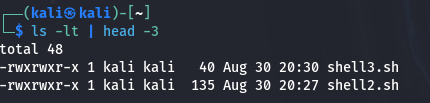 ┌──(kali㉿kali)-[~]
└─$ ls -lt | head -3
total 48
-rwxrwxr-x 1 kali kali   40 Aug 30 20:30 shell3.sh
-rwxrwxr-x 1 kali kali  135 Aug 30 20:27 shell2.sh